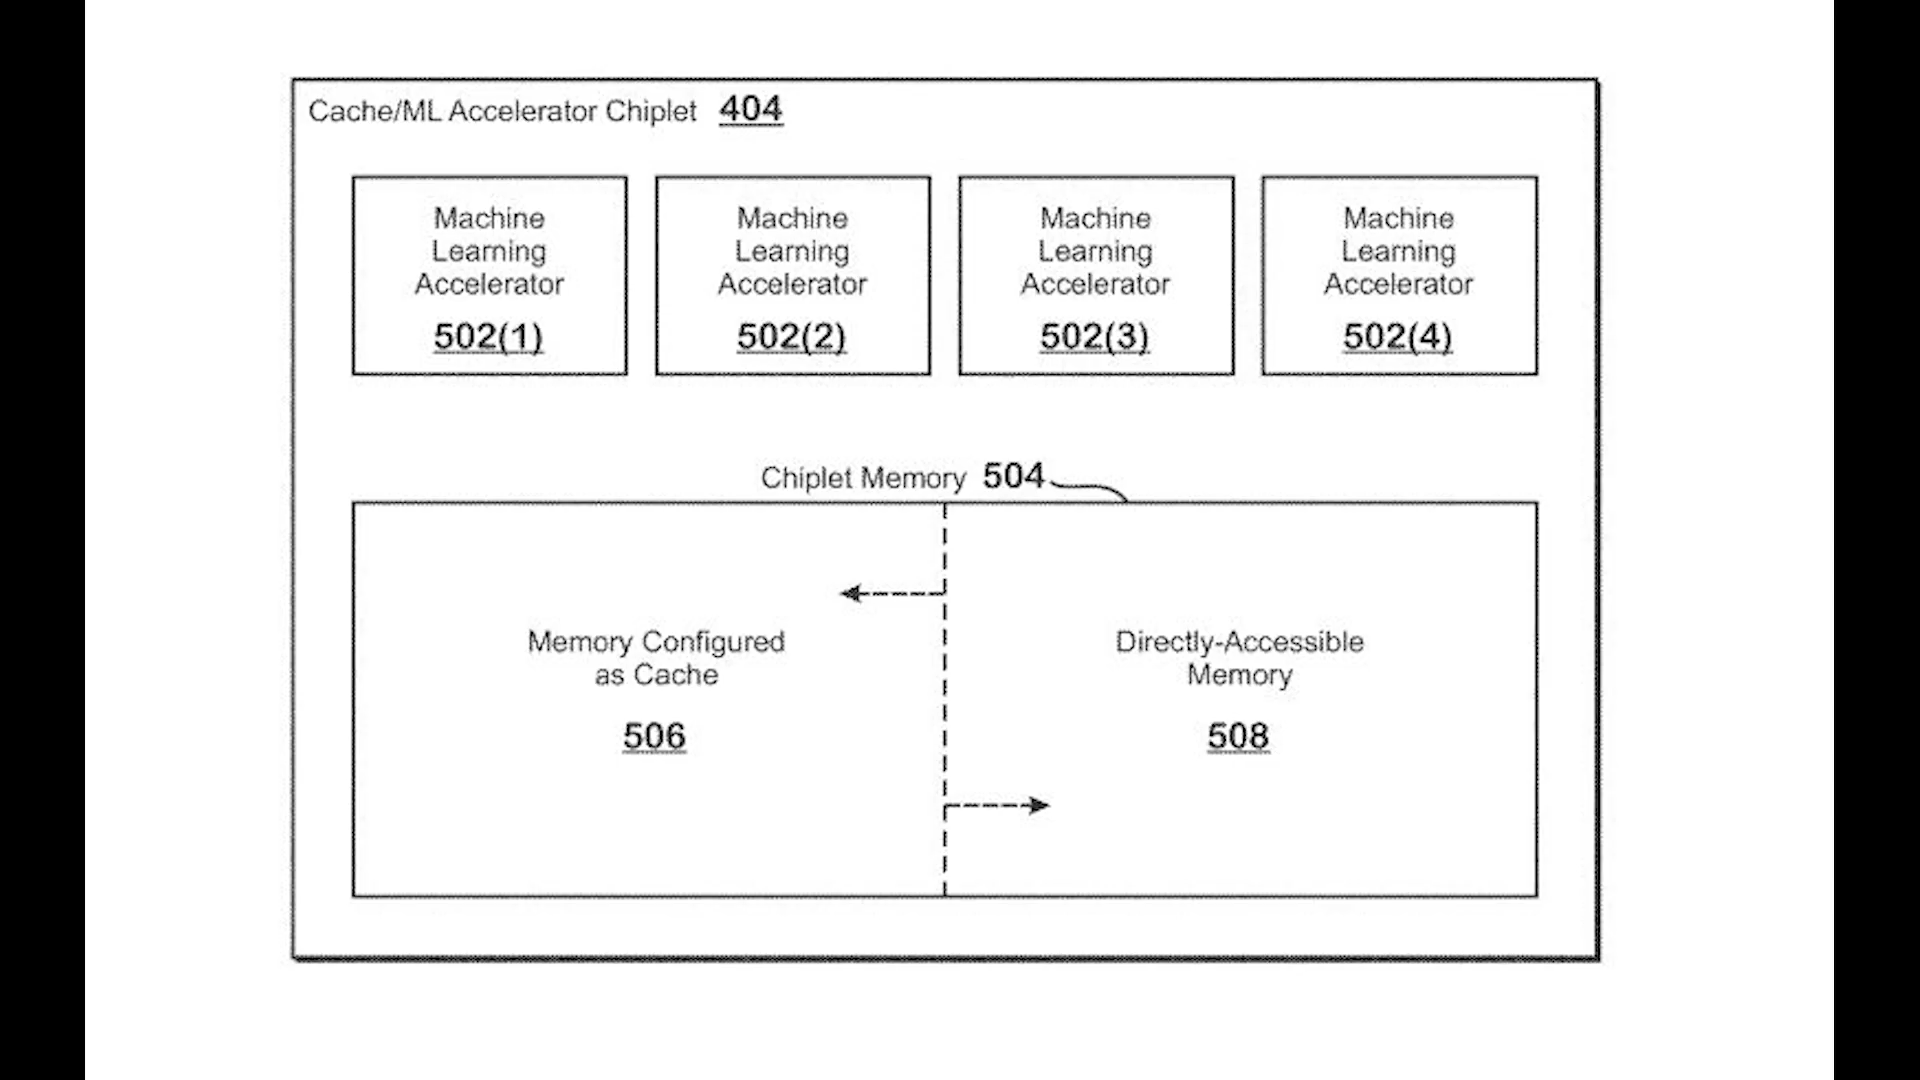 Cache/ML Accelerator Chiplet 404
Machine
Learning
Accelerator
502(1)
Machine
Learning
Accelerator
502(2)
Machine
Learning
Accelerator
502(3)
Machine
Learning
Accelerator
502(4)
Chiplet Memory 504
Memory Configured
as Cache
506
Directly-Accessible
Memory
508